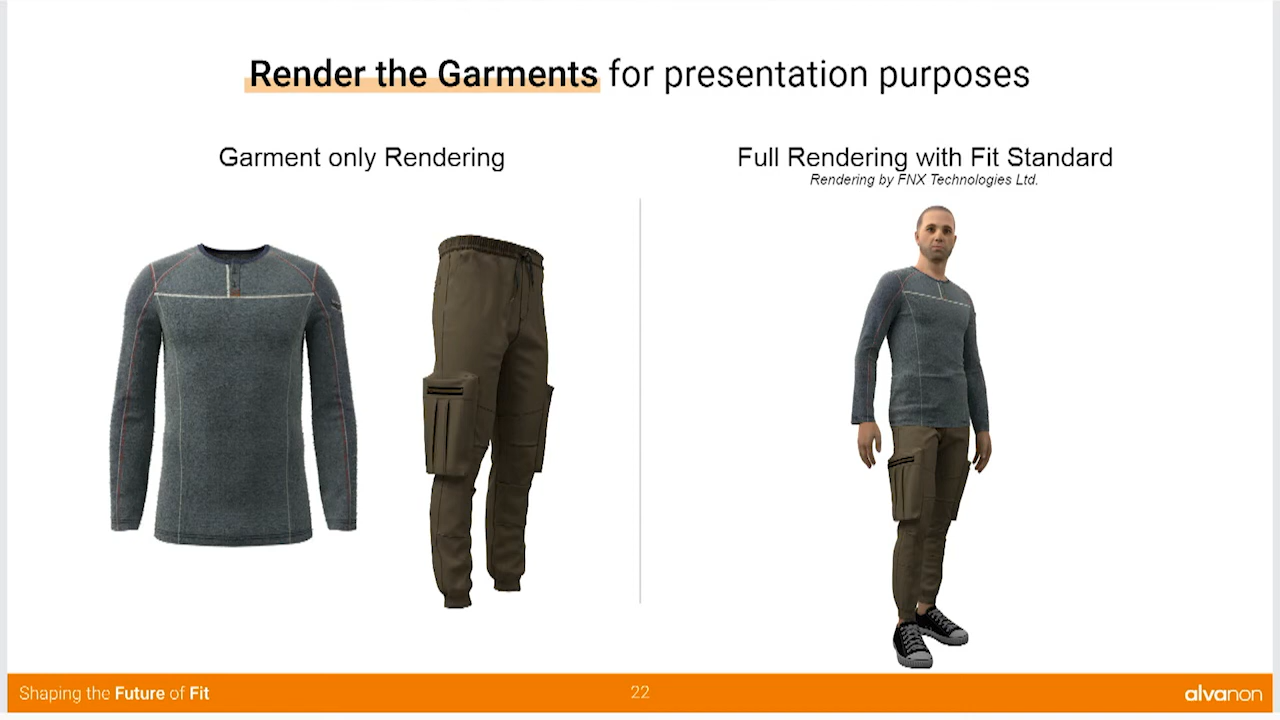 Render the Garments for presentation purposes
Garment only Rendering
Full Rendering with Fit Standard
Rendering by FNX Technologies Ltd.
Shaping the Future of Fit
22
alvanon